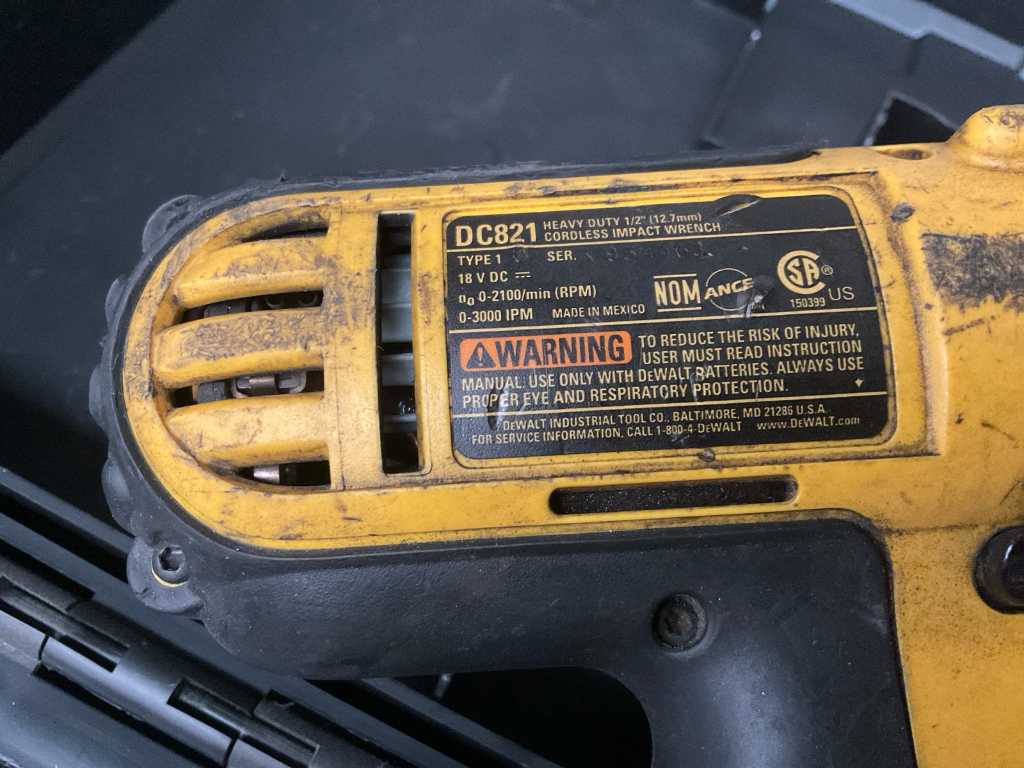 DC821 HEAVY DUTY 1/2" (12.7mm)
CORDLESS IMPACT WRENCH
TYPE 1 SER.
18 V DC ⎓
n₀ 0-2100/min (RPM)
0-3000 IPM MADE IN MEXICO
NOM ANCE
SA ®
150399 US
WARNING TO REDUCE THE RISK OF INJURY,
USER MUST READ INSTRUCTION
MANUAL. USE ONLY WITH DEWALT BATTERIES. ALWAYS USE
PROPER EYE AND RESPIRATORY PROTECTION.
DEWALT INDUSTRIAL TOOL CO., BALTIMORE, MD 21286 U.S.A.
FOR SERVICE INFORMATION, CALL 1-800-4-DEWALT www.DEWALT.com